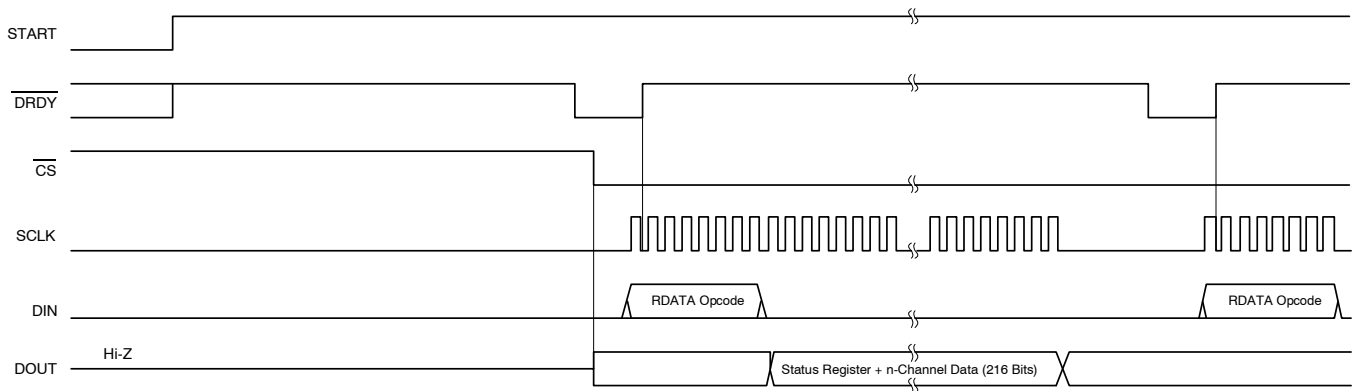 START
DRDY
CS
SCLK
DIN
RDATA Opcode
RDATA Opcode
Hi-Z
DOUT
Status Register + n-Channel Data (216 Bits)